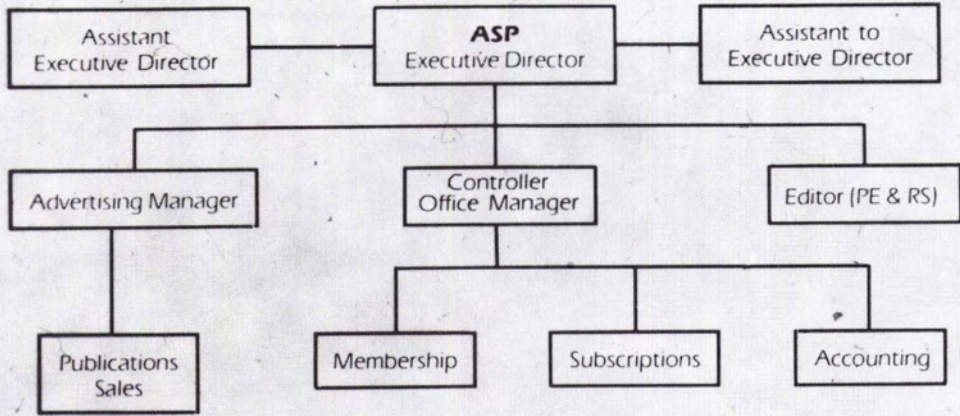 Assistant
Executive Director
ASP
Executive Director
Assistant to
Executive Director
Advertising Manager
Controller
Office Manager
Editor (PE & RS)
Publications
Sales
Membership
Subscriptions
Accounting